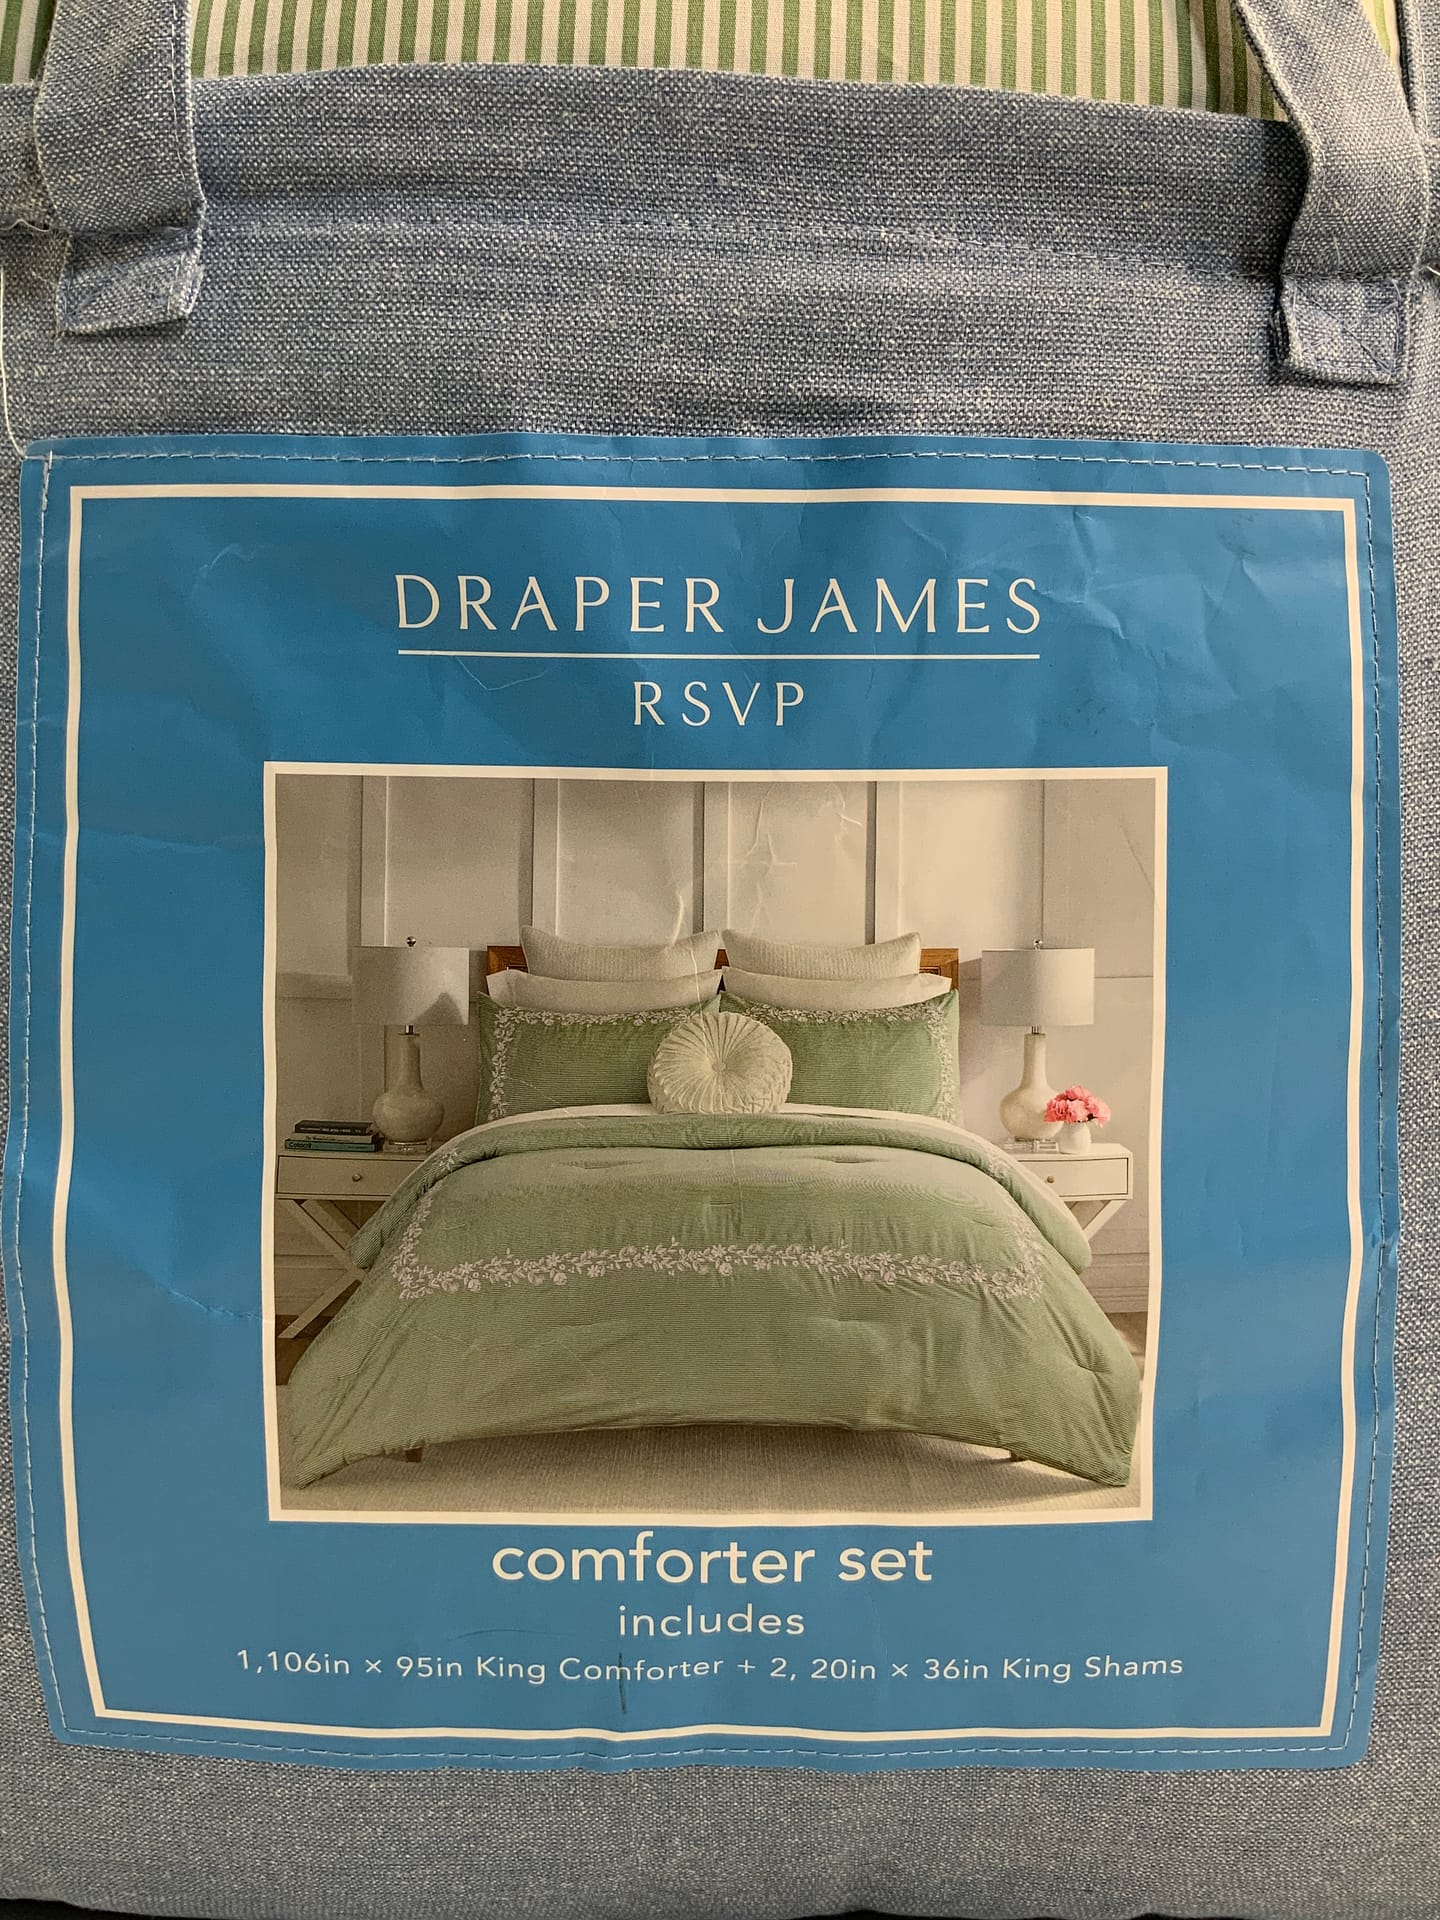 DRAPER JAMES
RSVP
comforter set
includes
1,106in × 95in King Comforter + 2, 20in × 36in King Shams